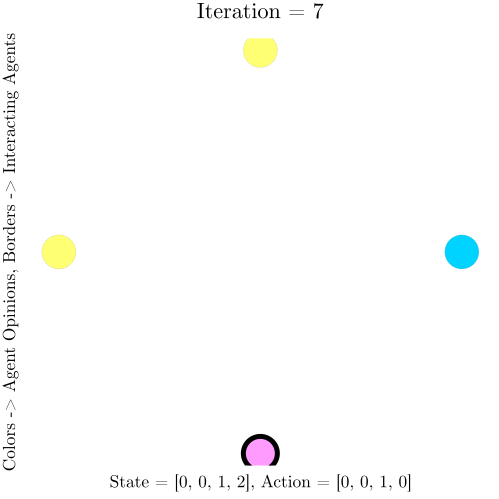 Iteration = 7
Colors -> Agent Opinions, Borders -> Interacting Agents
State = [0, 0, 1, 2], Action = [0, 0, 1, 0]